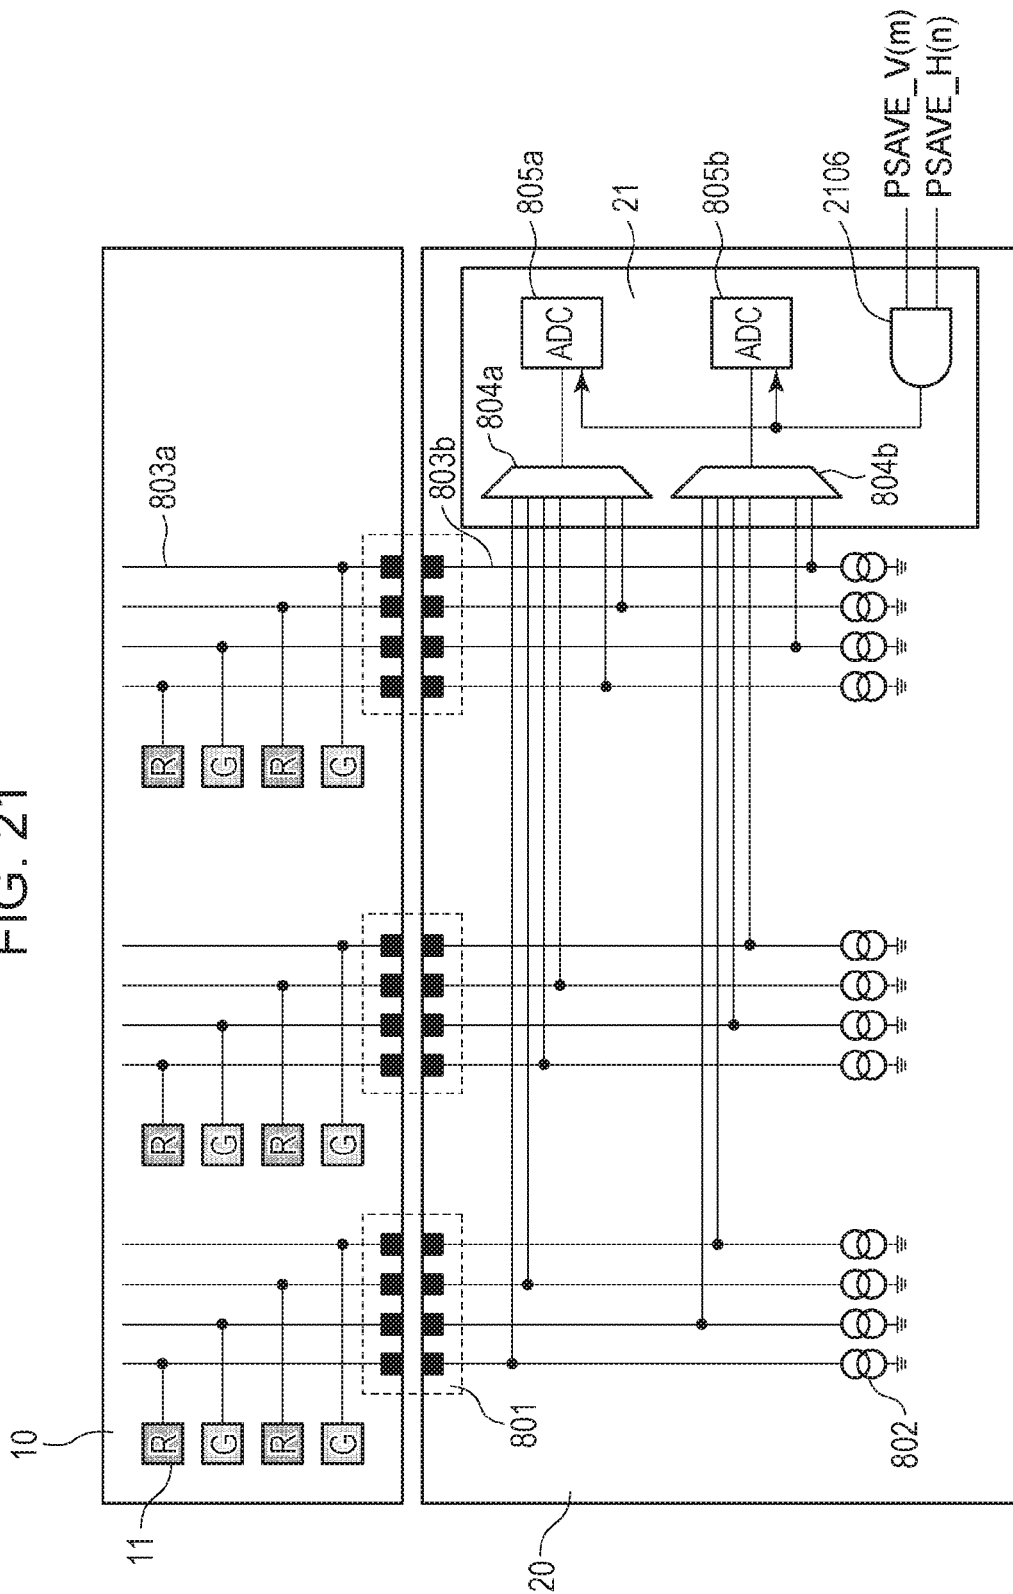 FIG. 21
10
11
R
G
R
G
R
G
R
G
R
G
R
G
803a
801
803b
804a
804b
ADC
805a
21
ADC
805b
2106
PSAVE_V(m)
PSAVE_H(n)
802
20